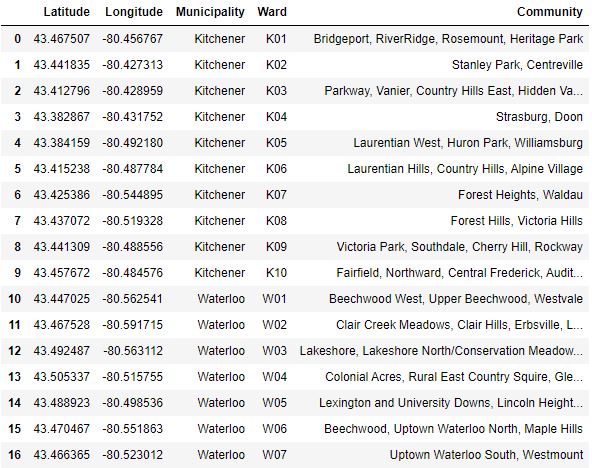 Latitude Longitude Municipality Ward Community
0 43.467507 -80.456767 Kitchener K01 Bridgeport, RiverRidge, Rosemount, Heritage Park
1 43.441835 -80.427313 Kitchener K02 Stanley Park, Centreville
2 43.412796 -80.428959 Kitchener K03 Parkway, Vanier, Country Hills East, Hidden Va...
3 43.382867 -80.431752 Kitchener K04 Strasburg, Doon
4 43.384159 -80.492180 Kitchener K05 Laurentian West, Huron Park, Williamsburg
5 43.415238 -80.487784 Kitchener K06 Laurentian Hills, Country Hills, Alpine Village
6 43.425386 -80.544895 Kitchener K07 Forest Heights, Waldau
7 43.437072 -80.519328 Kitchener K08 Forest Hills, Victoria Hills
8 43.441309 -80.488556 Kitchener K09 Victoria Park, Southdale, Cherry Hill, Rockway
9 43.457672 -80.484576 Kitchener K10 Fairfield, Northward, Central Frederick, Audit...
10 43.447025 -80.562541 Waterloo W01 Beechwood West, Upper Beechwood, Westvale
11 43.467528 -80.591715 Waterloo W02 Clair Creek Meadows, Clair Hills, Erbsville, L...
12 43.492487 -80.563112 Waterloo W03 Lakeshore, Lakeshore North/Conservation Meadow...
13 43.505337 -80.515755 Waterloo W04 Colonial Acres, Rural East Country Squire, Gle...
14 43.488923 -80.498536 Waterloo W05 Lexington and University Downs, Lincoln Height...
15 43.470467 -80.551863 Waterloo W06 Beechwood, Uptown Waterloo North, Maple Hills
16 43.466365 -80.523012 Waterloo W07 Uptown Waterloo South, Westmount